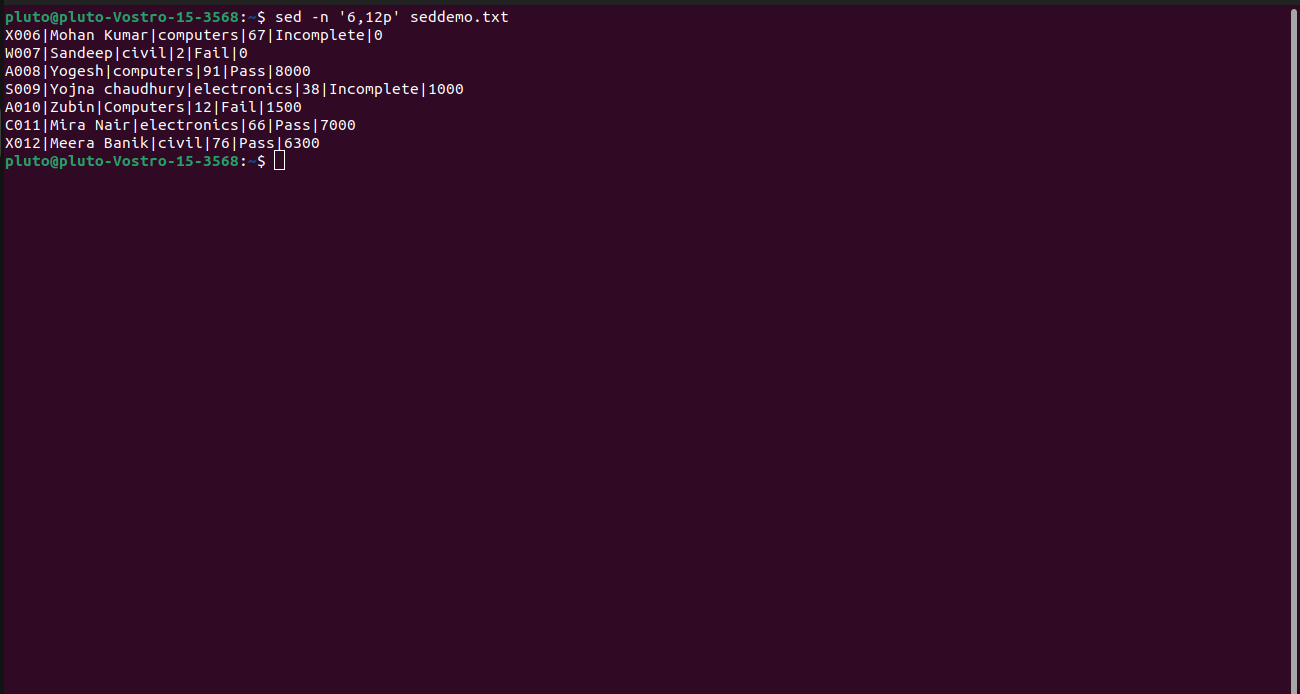 pluto@pluto-Vostro-15-3568:~$ sed -n '6,12p' seddemo.txt
X006|Mohan Kumar|computers|67|Incomplete|0
W007|Sandeep|civil|2|Fail|0
A008|Yogesh|computers|91|Pass|8000
S009|Yojna chaudhury|electronics|38|Incomplete|1000
A010|Zubin|Computers|12|Fail|1500
C011|Mira Nair|electronics|66|Pass|7000
X012|Meera Banik|civil|76|Pass|6300
pluto@pluto-Vostro-15-3568:~$